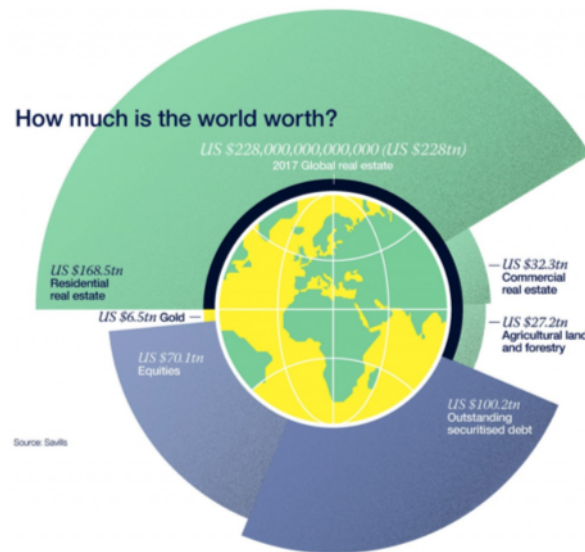 How much is the world worth?
US $228,000,000,000,000 (US $228tn)
2017 Global real estate
US $168.5tn
Residential
real estate
US $32.3tn
Commercial
real estate
US $6.5tn Gold
US $27.2tn
Agricultural land
and forestry
US $70.1tn
Equities
US $100.2tn
Outstanding
securitised debt
Source: Savills